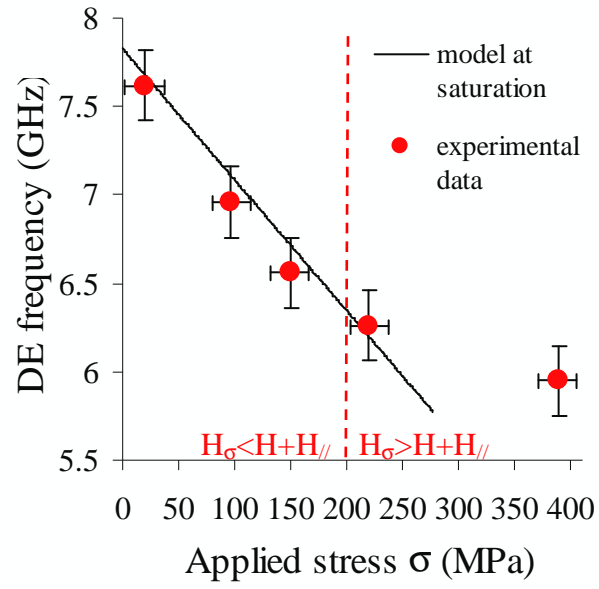 8
7.5
7
6.5
6
5.5
DE frequency (GHz)
model at
saturation
experimental
data
Hσ<H+H//
Hσ>H+H//
0 50 100 150 200 250 300 350 400
Applied stress σ (MPa)